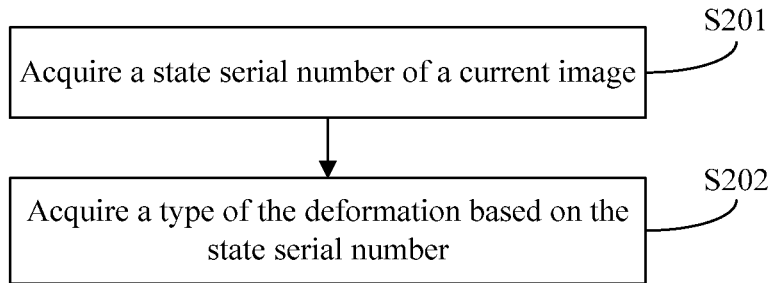 S201
Acquire a state serial number of a current image
S202
Acquire a type of the deformation based on the
state serial number